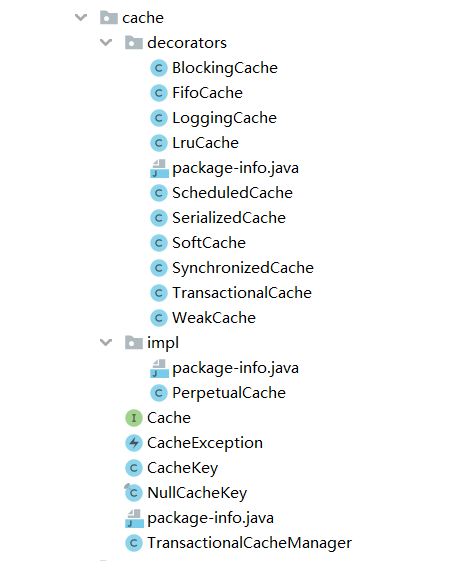 cache
decorators
BlockingCache
FifoCache
LoggingCache
LruCache
package-info.java
ScheduledCache
SerializedCache
SoftCache
SynchronizedCache
TransactionalCache
WeakCache
impl
package-info.java
PerpetualCache
Cache
CacheException
CacheKey
NullCacheKey
package-info.java
TransactionalCacheManager